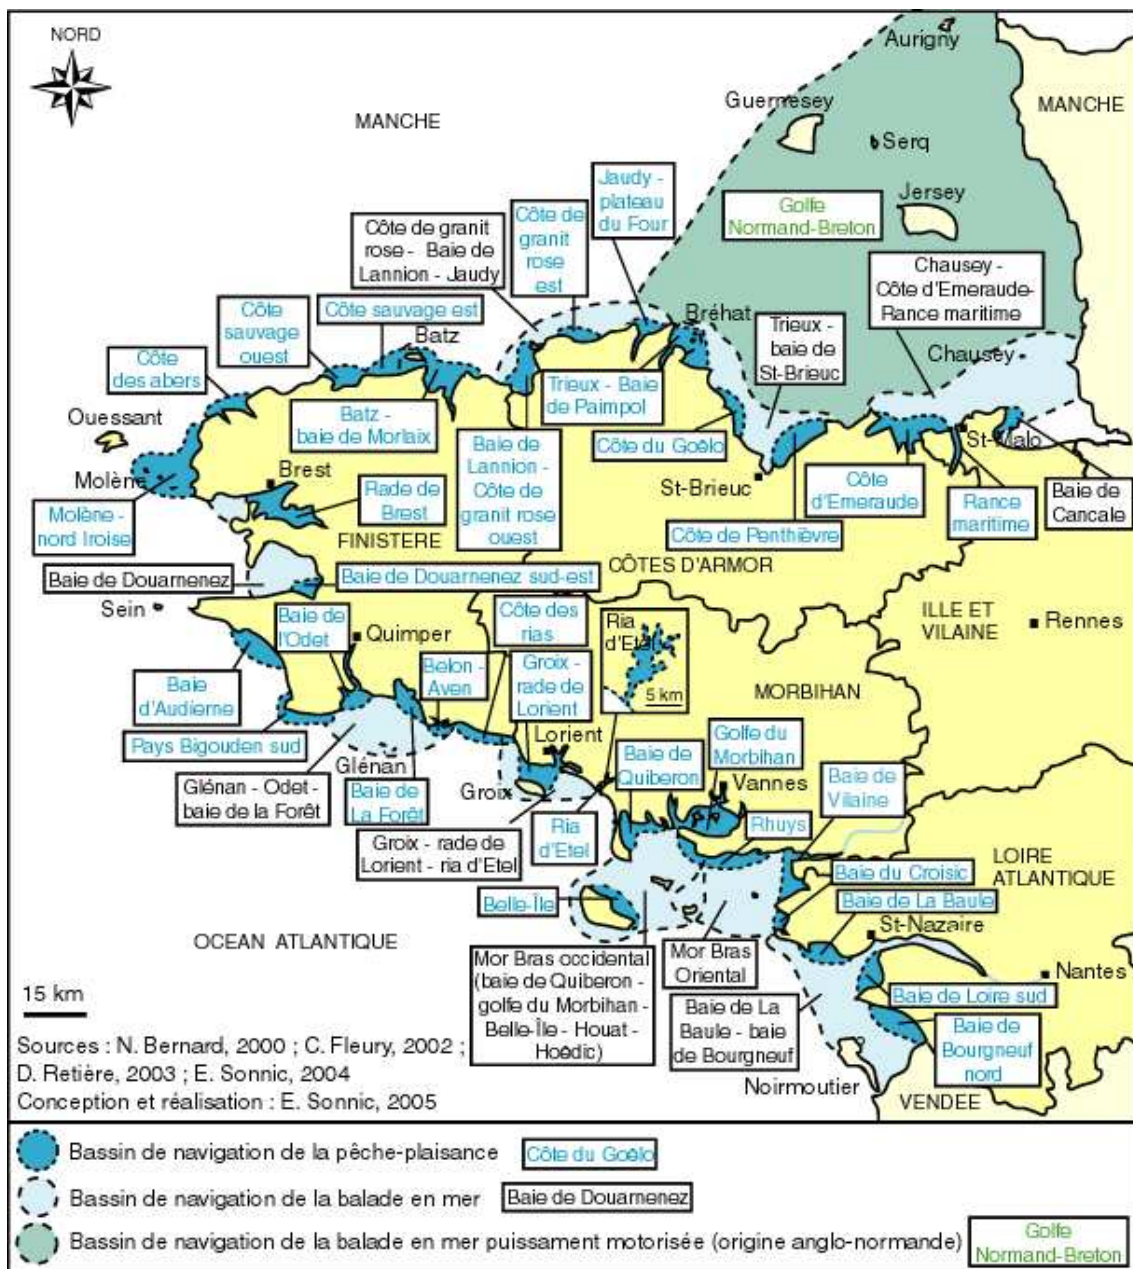 NORD
Aurigny
MANCHE
Guernesey
MANCHE
Serq
Jaudy -
plateau
du Four
Jersey
Golfe
Normand-Breton
Côte de granit
rose - Baie de
Lannion - Jaudy
Côte de
granit
rose
est
Chausey -
Côte d'Emeraude-
Rance maritime
Côte
sauvage
ouest
Côte sauvage est
Batz
Bréhat
Trieux -
baie de
St-Brieuc
Chausey
Côte
des abers
Ouessant
Batz -
baie de Morlaix
Trieux - Baie
de Paimpol
Côte du Goëlo
St-Malo
Baie de
Lannion -
Côte de
granit rose
ouest
Molène
Brest
Rade de
Brest
St-Brieuc
Côte
d'Emeraude
Rance
maritime
Baie de
Cancale
Molène -
nord Iroise
FINISTERE
Côte de Penthièvre
Baie de Douarnenez
Baie de Douarnenez sud-est
CÔTES D'ARMOR
Sein
Baie de
l'Odet
Quimper
Côte des
rias
Ria
d'Etel
5 km
ILLE ET
VILAINE
Rennes
Baie
d'Audierne
Belon -
Aven
Groix -
rade de
Lorient
MORBIHAN
Pays Bigouden sud
Lorient
Golfe du
Morbihan
Baie de
Quiberon
Vannes
Baie de
Vilaine
Glénan
Glénan - Odet-
baie de la Forêt
Baie de
La Forêt
Groix
Groix - rade de
Lorient - ria d'Etel
Ria
d'Etel
Rhuys
LOIRE
ATLANTIQUE
Baie du Croisic
Belle-Île
Baie de La Baule
OCEAN ATLANTIQUE
St-Nazaire
Mor Bras occidental
(baie de Quiberon -
golfe du Morbihan -
Belle-Île - Houat -
Hoëdic)
Mor Bras
Oriental
Nantes
15 km
Baie de La
Baule - baie
de Bourgneuf
Baie de Loire sud
Baie de
Bourgneuf
nord
Noirmoutier
VENDEE
Sources : N. Bernard, 2000 ; C. Fleury, 2002 ;
D. Retière, 2003 ; E. Sonnic, 2004
Conception et réalisation : E. Sonnic, 2005
Bassin de navigation de la pêche-plaisance
Côte du Goëlo
Bassin de navigation de la balade en mer
Baie de Douarnenez
Bassin de navigation de la balade en mer puissament motorisée (origine anglo-normande)
Golfe
Normand-Breton